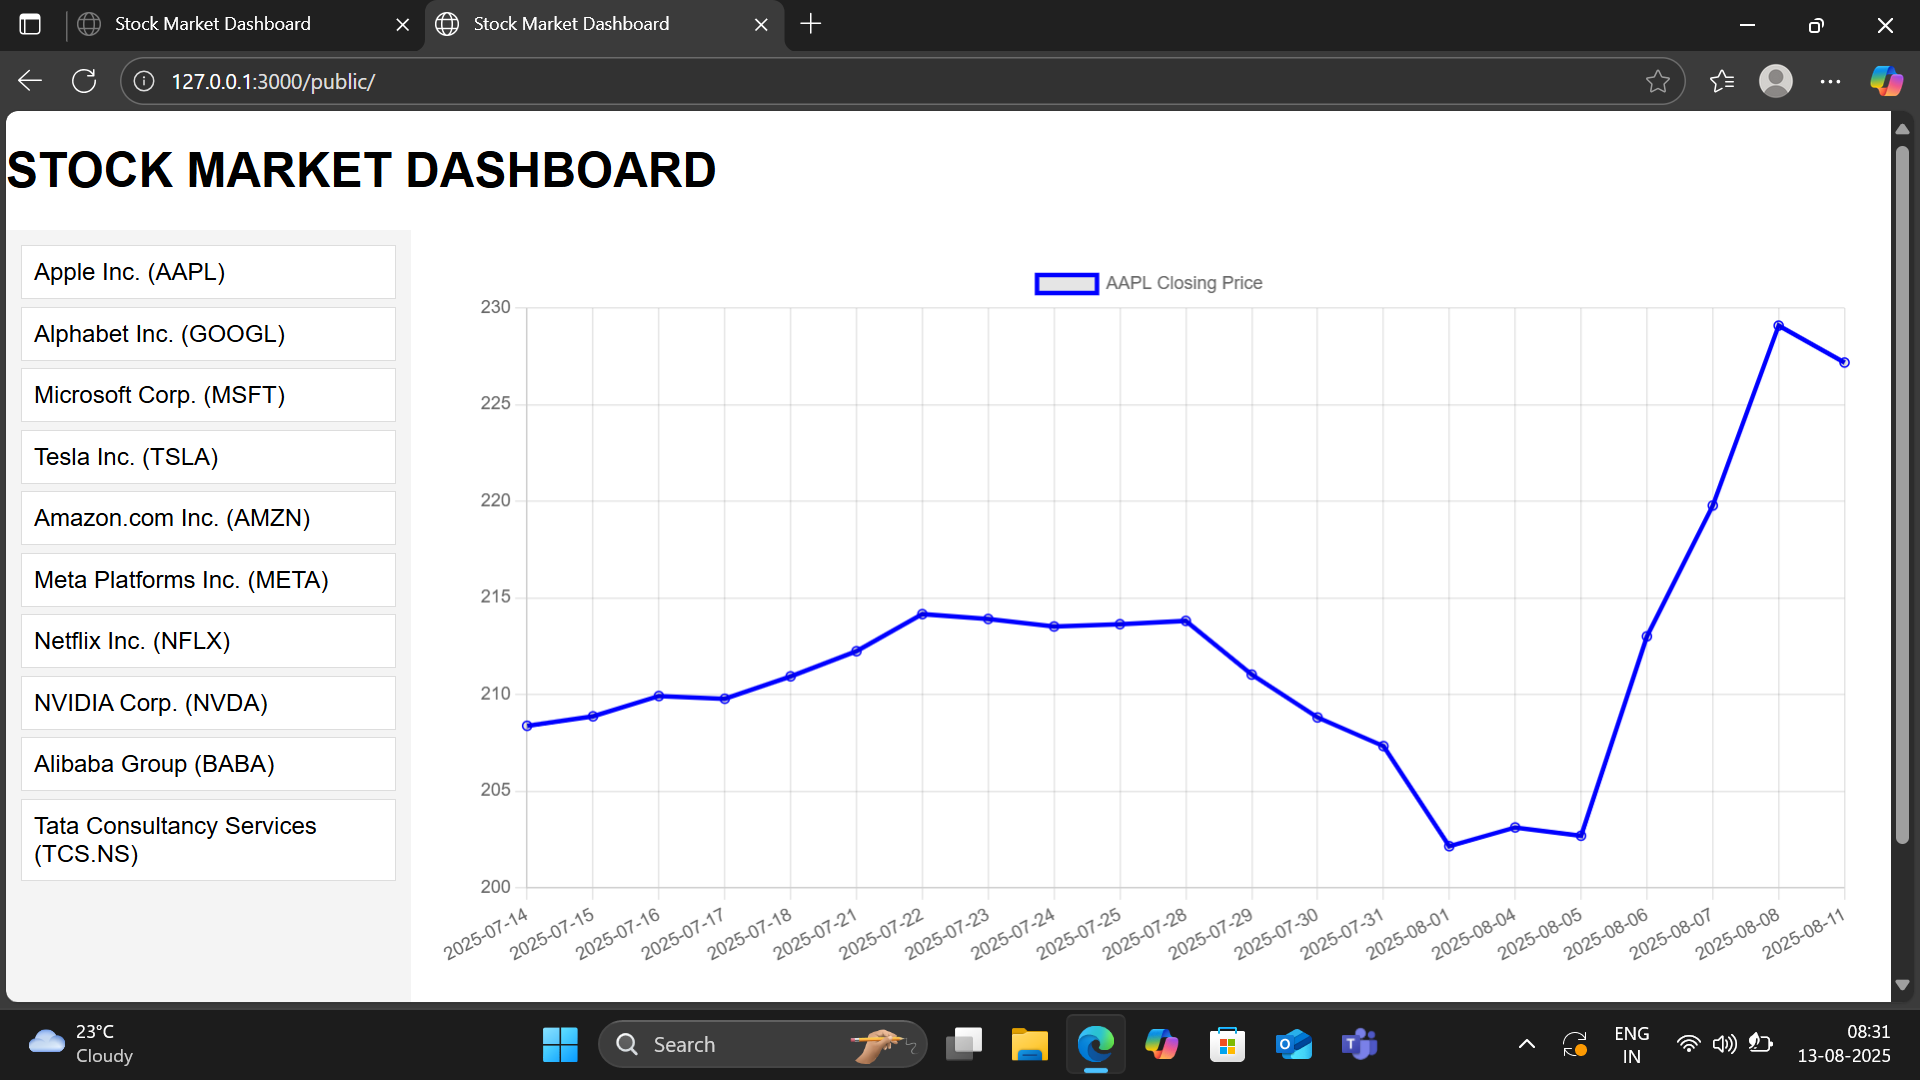 Stock Market Dashboard
Stock Market Dashboard
127.0.0.1:3000/public/
STOCK MARKET DASHBOARD
Apple Inc. (AAPL)
Alphabet Inc. (GOOGL)
Microsoft Corp. (MSFT)
Tesla Inc. (TSLA)
Amazon.com Inc. (AMZN)
Meta Platforms Inc. (META)
Netflix Inc. (NFLX)
NVIDIA Corp. (NVDA)
Alibaba Group (BABA)
Tata Consultancy Services
(TCS.NS)
AAPL Closing Price
230
225
220
215
210
205
200
2025-07-14
2025-07-15
2025-07-16
2025-07-17
2025-07-18
2025-07-21
2025-07-22
2025-07-23
2025-07-24
2025-07-25
2025-07-28
2025-07-29
2025-07-30
2025-07-31
2025-08-01
2025-08-04
2025-08-05
2025-08-06
2025-08-07
2025-08-08
2025-08-11
23°C
Cloudy
Search
ENG
IN
08:31
13-08-2025